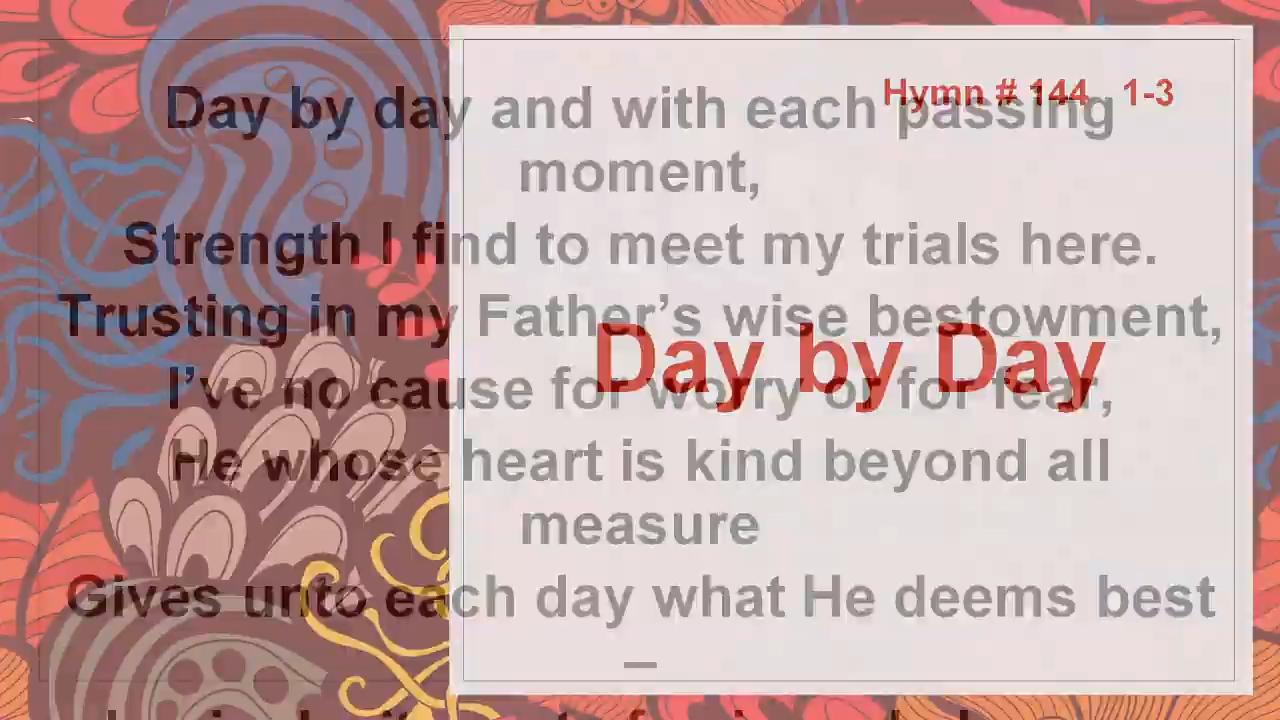 Hymn # 144   1-3
Day by Day
Day by day and with each passing
moment,
Strength I find to meet my trials here.
Trusting in my Father’s wise bestowment,
I’ve no cause for worry or for fear,
He whose heart is kind beyond all
measure
Gives unto each day what He deems best
–